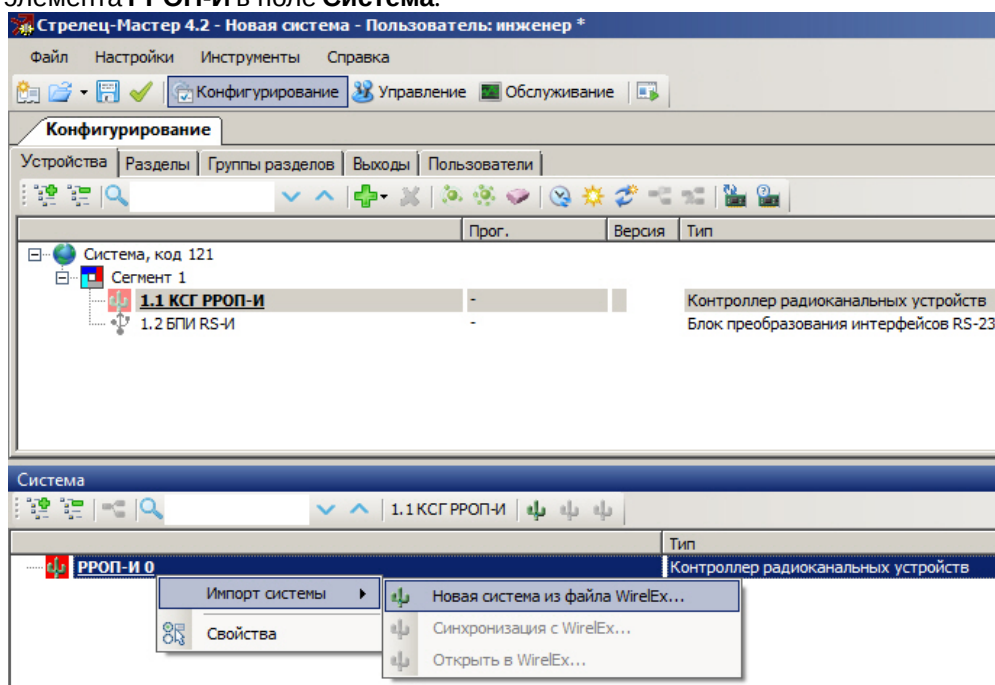 элемента РРОП-И в поле Система.
Стрелец-Мастер 4.2 - Новая система - Пользователь: инженер *
Файл Настройки Инструменты Справка
Конфигурирование Управление Обслуживание
Конфигурирование
Устройства Разделы Группы разделов Выходы Пользователи
Прог. Версия Тип
Система, код 121
Сегмент 1
1.1 КСГ РРОП-И - Контроллер радиоканальных устройств
1.2 БПИ RS-И - Блок преобразования интерфейсов RS-23
Система
1.1 КСГ РРОП-И
Тип
РРОП-И 0 Контроллер радиоканальных устройств
Импорт системы Новая система из файла WirelEx...
Свойства Синхронизация с WirelEx...
Открыть в WirelEx...